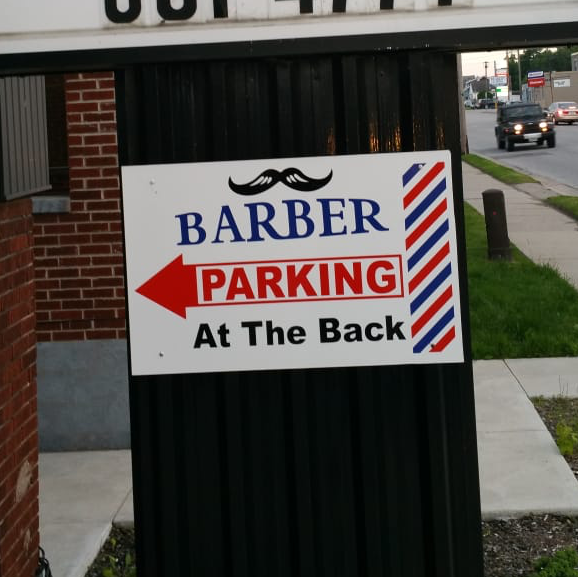 BARBER
PARKING
At The Back